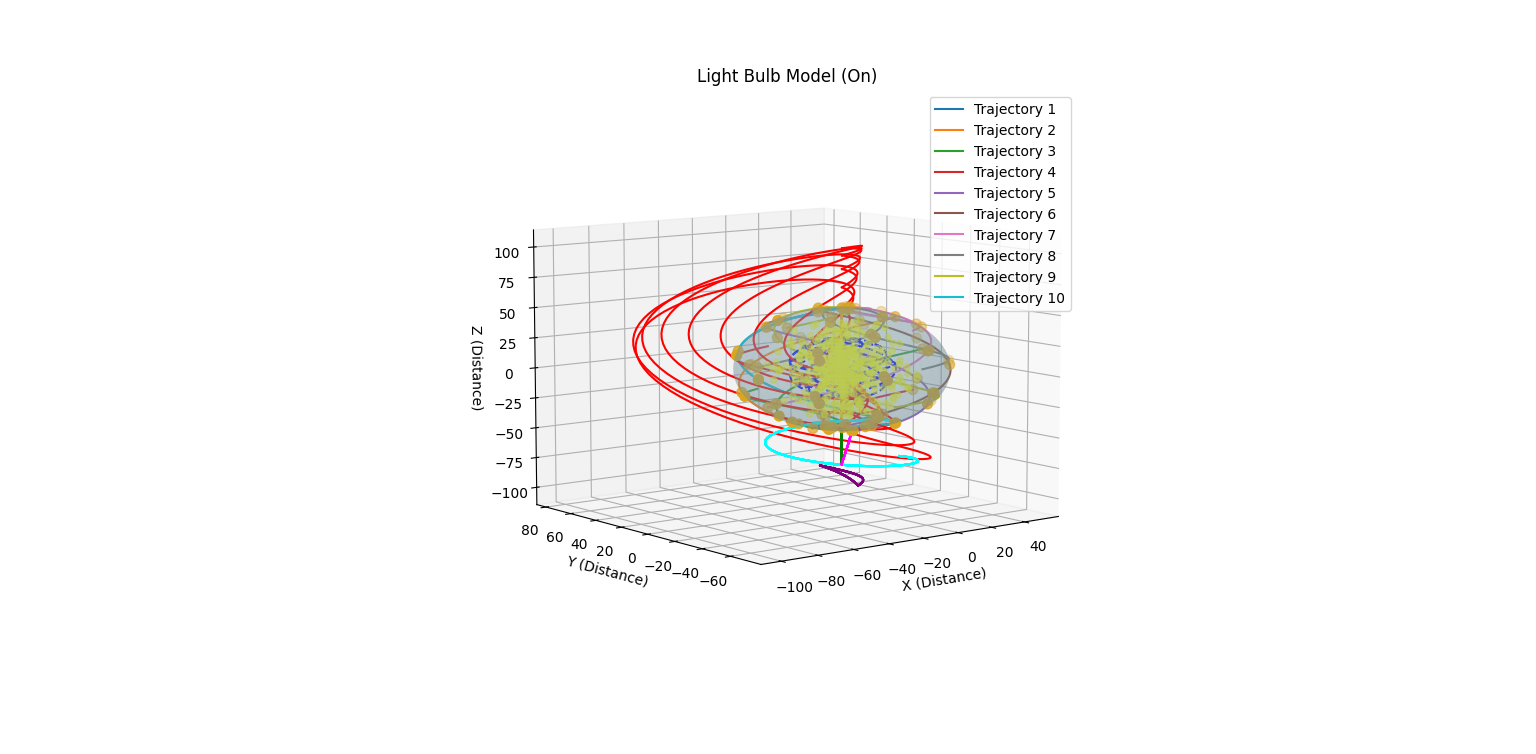 Light Bulb Model (On)
Trajectory 1
Trajectory 2
Trajectory 3
Trajectory 4
Trajectory 5
Trajectory 6
Trajectory 7
Trajectory 8
Trajectory 9
Trajectory 10
100
75
50
25
0
−25
−50
−75
−100
Z (Distance)
80
60
40
20
0
−20
−40
−60
Y (Distance)
−100
−80
−60
−40
−20
0
20
40
X (Distance)